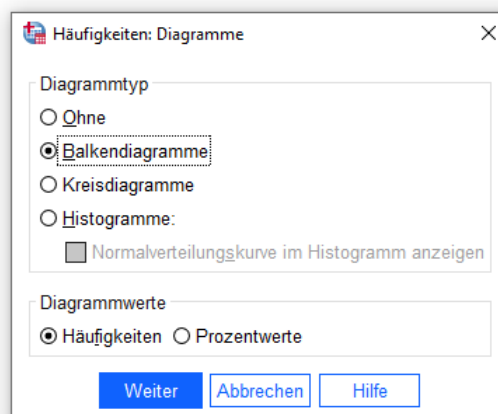 Häufigkeiten: Diagramme
Diagrammtyp
Ohne
Balkendiagramme
Kreisdiagramme
Histogramme:
Normalverteilungskurve im Histogramm anzeigen
Diagrammwerte
Häufigkeiten Prozentwerte
Weiter Abbrechen Hilfe